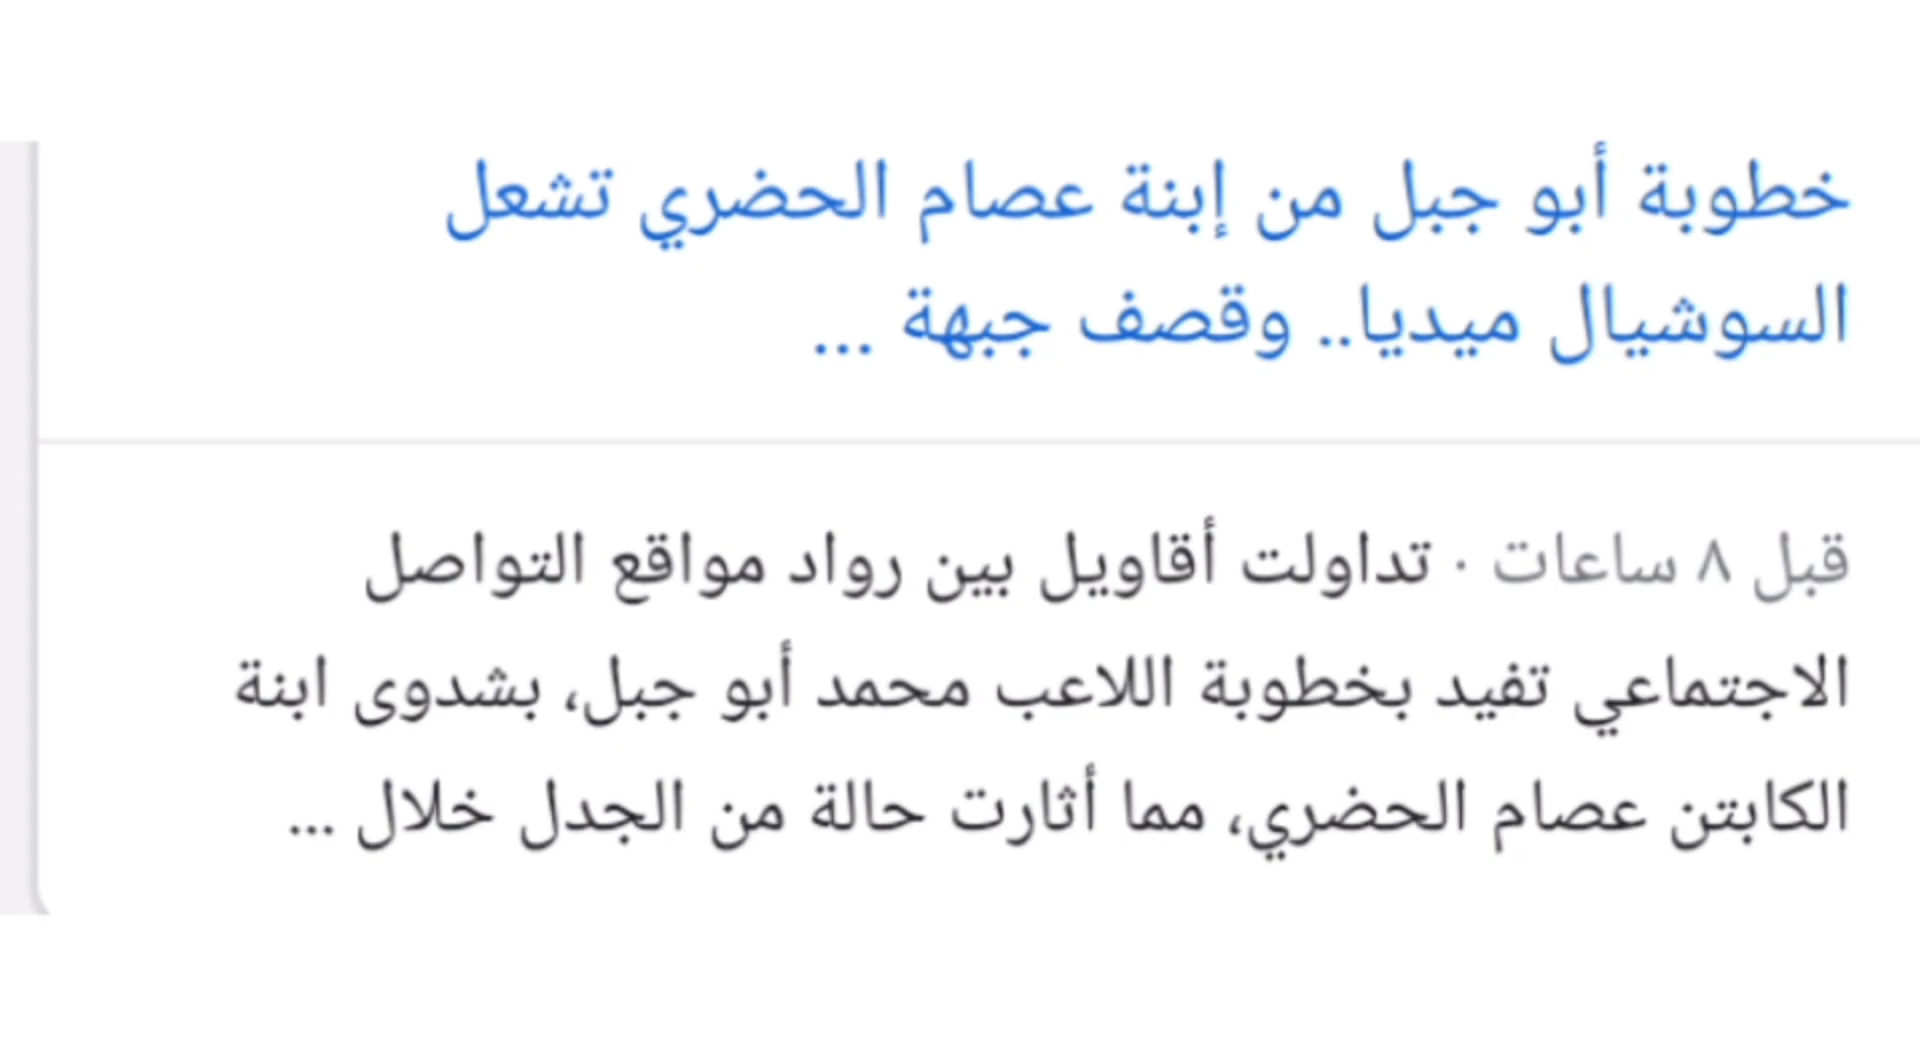 خطوبة أبو جبل من إبنة عصام الحضري تشعل
السوشيال ميديا.. وقصف جبهة ...
قبل ٨ ساعات · تداولت أقاويل بين رواد مواقع التواصل
الاجتماعي تفيد بخطوبة اللاعب محمد أبو جبل، بشدوى ابنة
الكابتن عصام الحضري، مما أثارت حالة من الجدل خلال ...